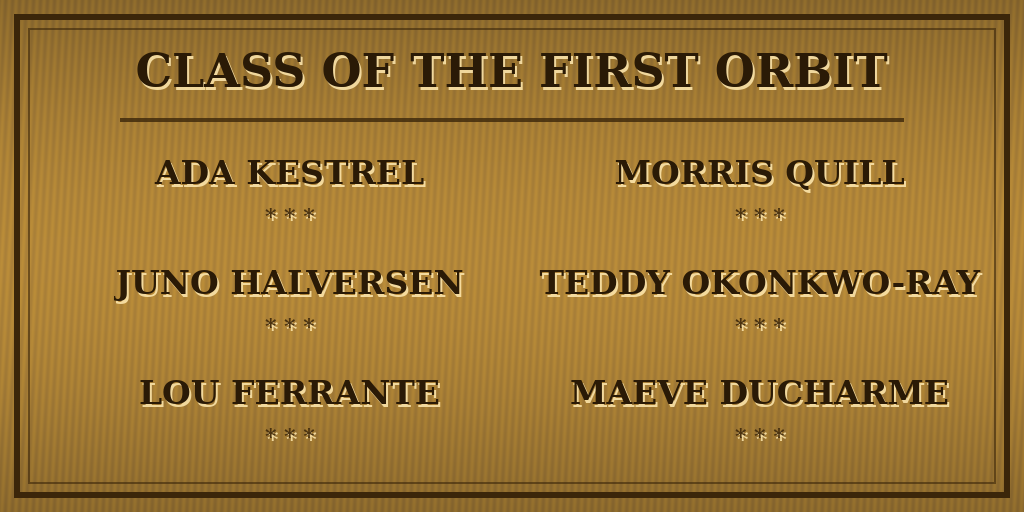 CLASS OF THE FIRST ORBIT
ADA KESTREL
MORRIS QUILL
* * *
* * *
JUNO HALVERSEN
TEDDY OKONKWO-RAY
* * *
* * *
LOU FERRANTE
MAEVE DUCHARME
* * *
* * *